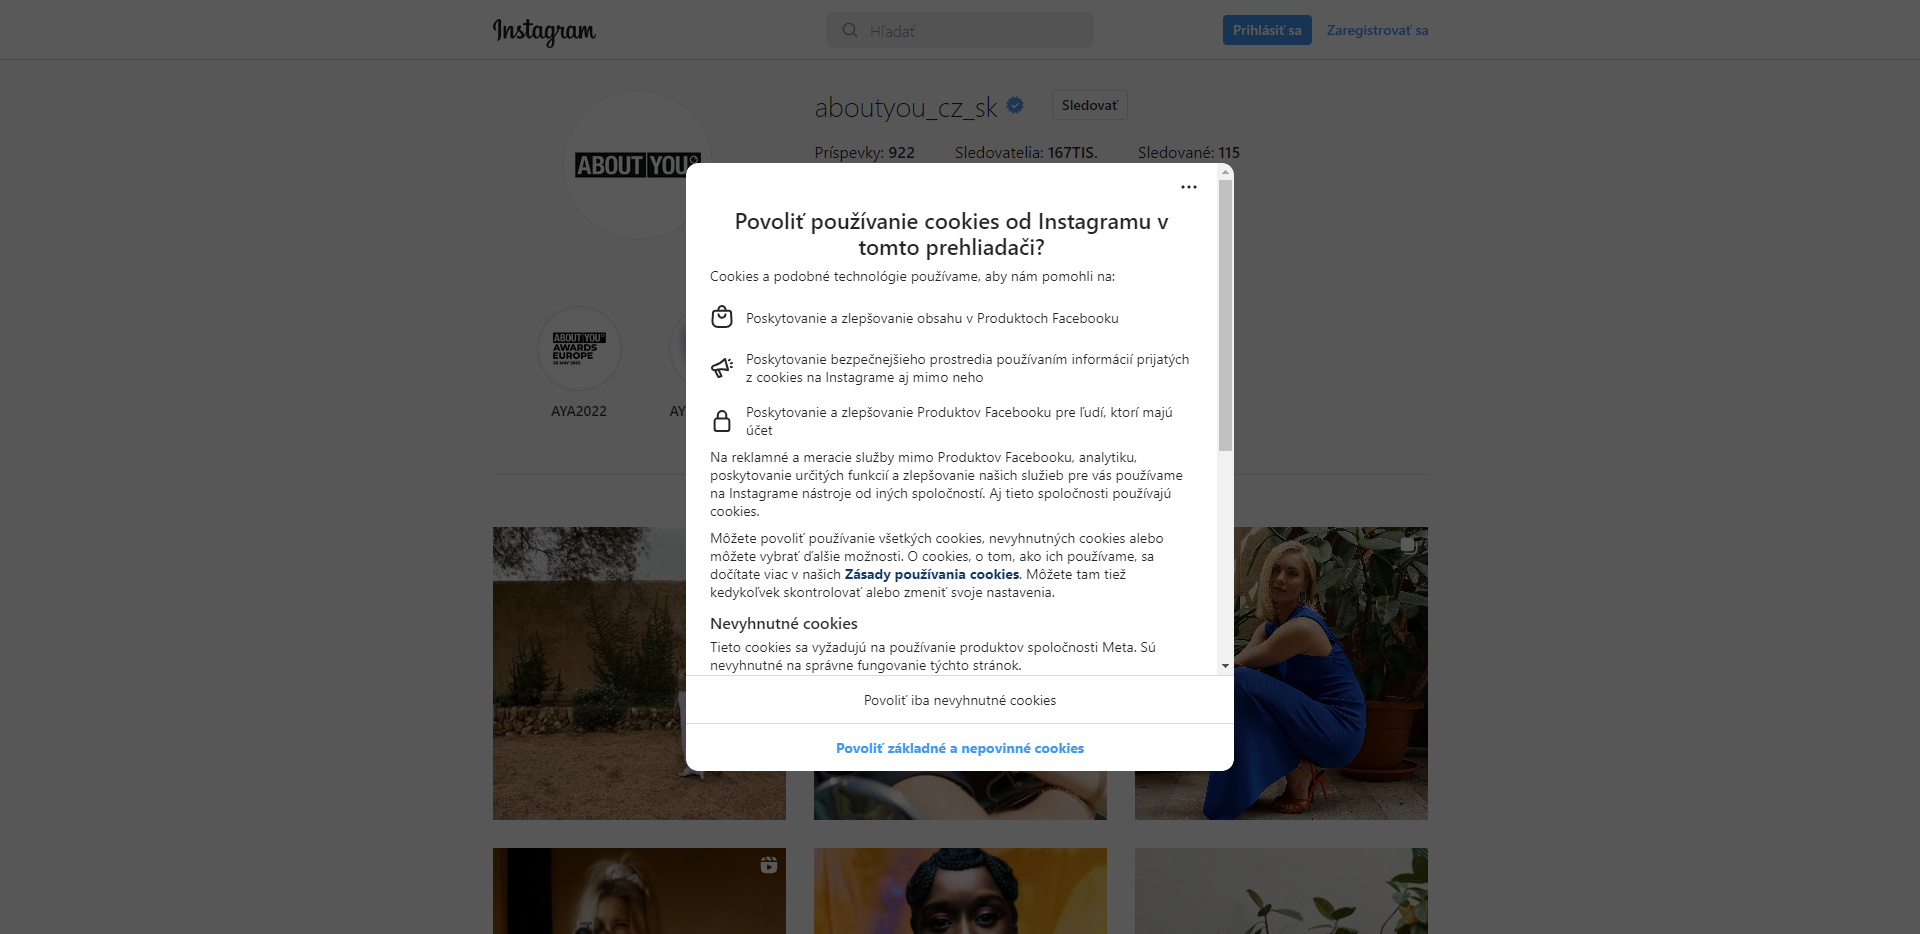 Instagram
Hľadať
Prihlásiť sa
Zaregistrovať sa
aboutyou_cz_sk
Sledovať
Príspevky: 922
Sledovatelia: 167TIS.
Sledované: 115
ABOUT YOU
Povoliť používanie cookies od Instagramu v
tomto prehliadači?
Cookies a podobné technológie používame, aby nám pomohli na:
Poskytovanie a zlepšovanie obsahu v Produktoch Facebooku
Poskytovanie bezpečnejšieho prostredia používaním informácií prijatých
z cookies na Instagrame aj mimo neho
Poskytovanie a zlepšovanie Produktov Facebooku pre ľudí, ktorí majú
účet
Na reklamné a meracie služby mimo Produktov Facebooku, analytiku,
poskytovanie určitých funkcií a zlepšovanie našich služieb pre vás používame
na Instagrame nástroje od iných spoločností. Aj tieto spoločnosti používajú
cookies.
Môžete povoliť používanie všetkých cookies, nevyhnutných cookies alebo
môžete vybrať ďalšie možnosti. O cookies, o tom, ako ich používame, sa
dočítate viac v našich Zásady používania cookies. Môžete tam tiež
kedykoľvek skontrolovať alebo zmeniť svoje nastavenia.
Nevyhnutné cookies
Tieto cookies sa vyžadujú na používanie produktov spoločnosti Meta. Sú
nevyhnutné na správne fungovanie týchto stránok.
Povoliť iba nevyhnutné cookies
Povoliť základné a nepovinné cookies
ABOUT YOU
AWARDS
EUROPE
26 MAY 2022
AYA2022
AY